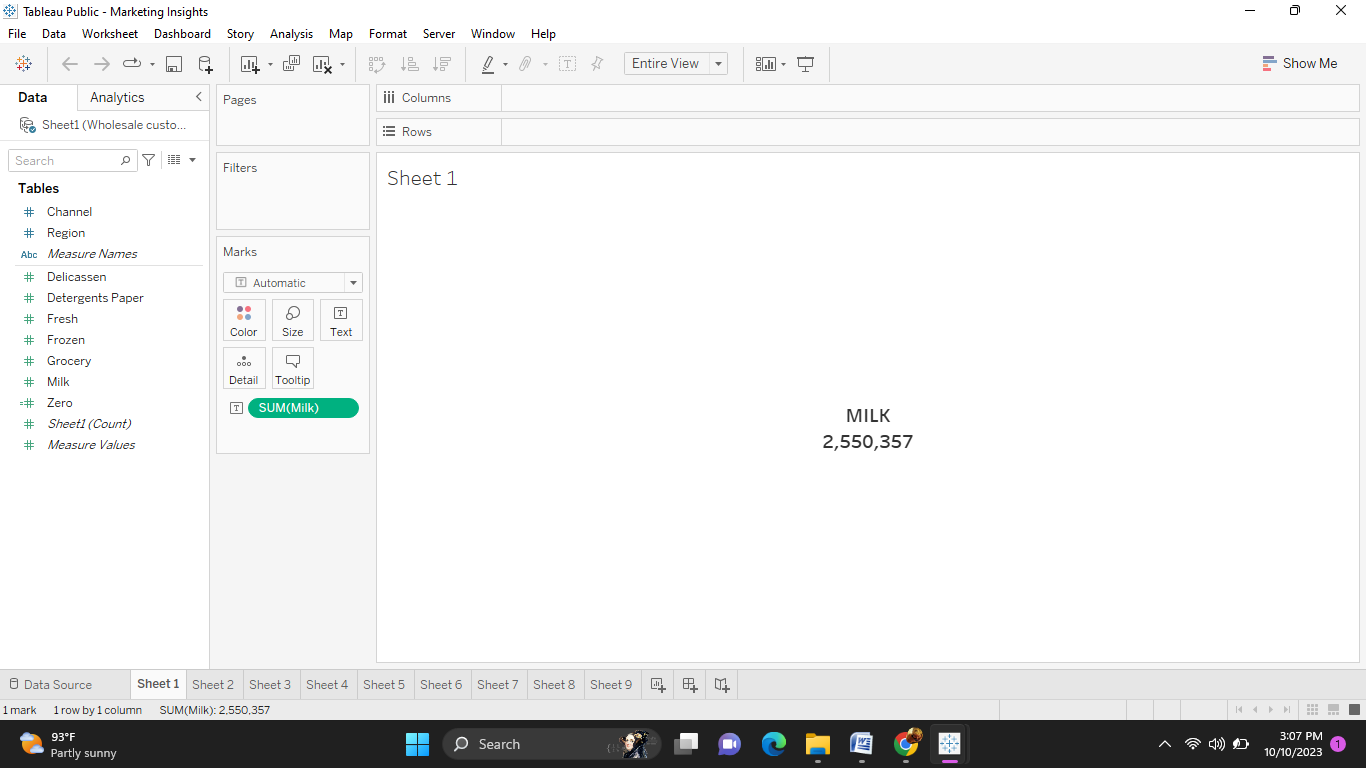 Tableau Public - Marketing Insights
File Data Worksheet Dashboard Story Analysis Map Format Server Window Help
Entire View
Show Me
Data Analytics
Sheet1 (Wholesale custo...
Search
Tables
Channel
Region
Abc Measure Names
Delicassen
Detergents Paper
Fresh
Frozen
Grocery
Milk
Zero
Sheet1 (Count)
Measure Values
Pages
Filters
Marks
Automatic
Color Size Text
Detail Tooltip
SUM(Milk)
Columns
Rows
Sheet 1
MILK
2,550,357
Data Source Sheet 1 Sheet 2 Sheet 3 Sheet 4 Sheet 5 Sheet 6 Sheet 7 Sheet 8 Sheet 9
1 mark 1 row by 1 column SUM(Milk): 2,550,357
93°F
Partly sunny
Search
3:07 PM
10/10/2023
1